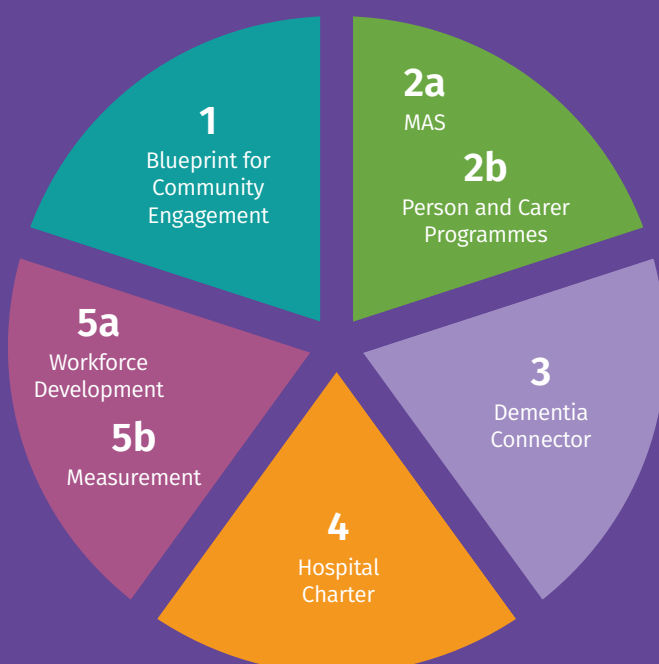 1
Blueprint for
Community
Engagement
2a
MAS
2b
Person and Carer
Programmes
3
Dementia
Connector
4
Hospital
Charter
5a
Workforce
Development
5b
Measurement